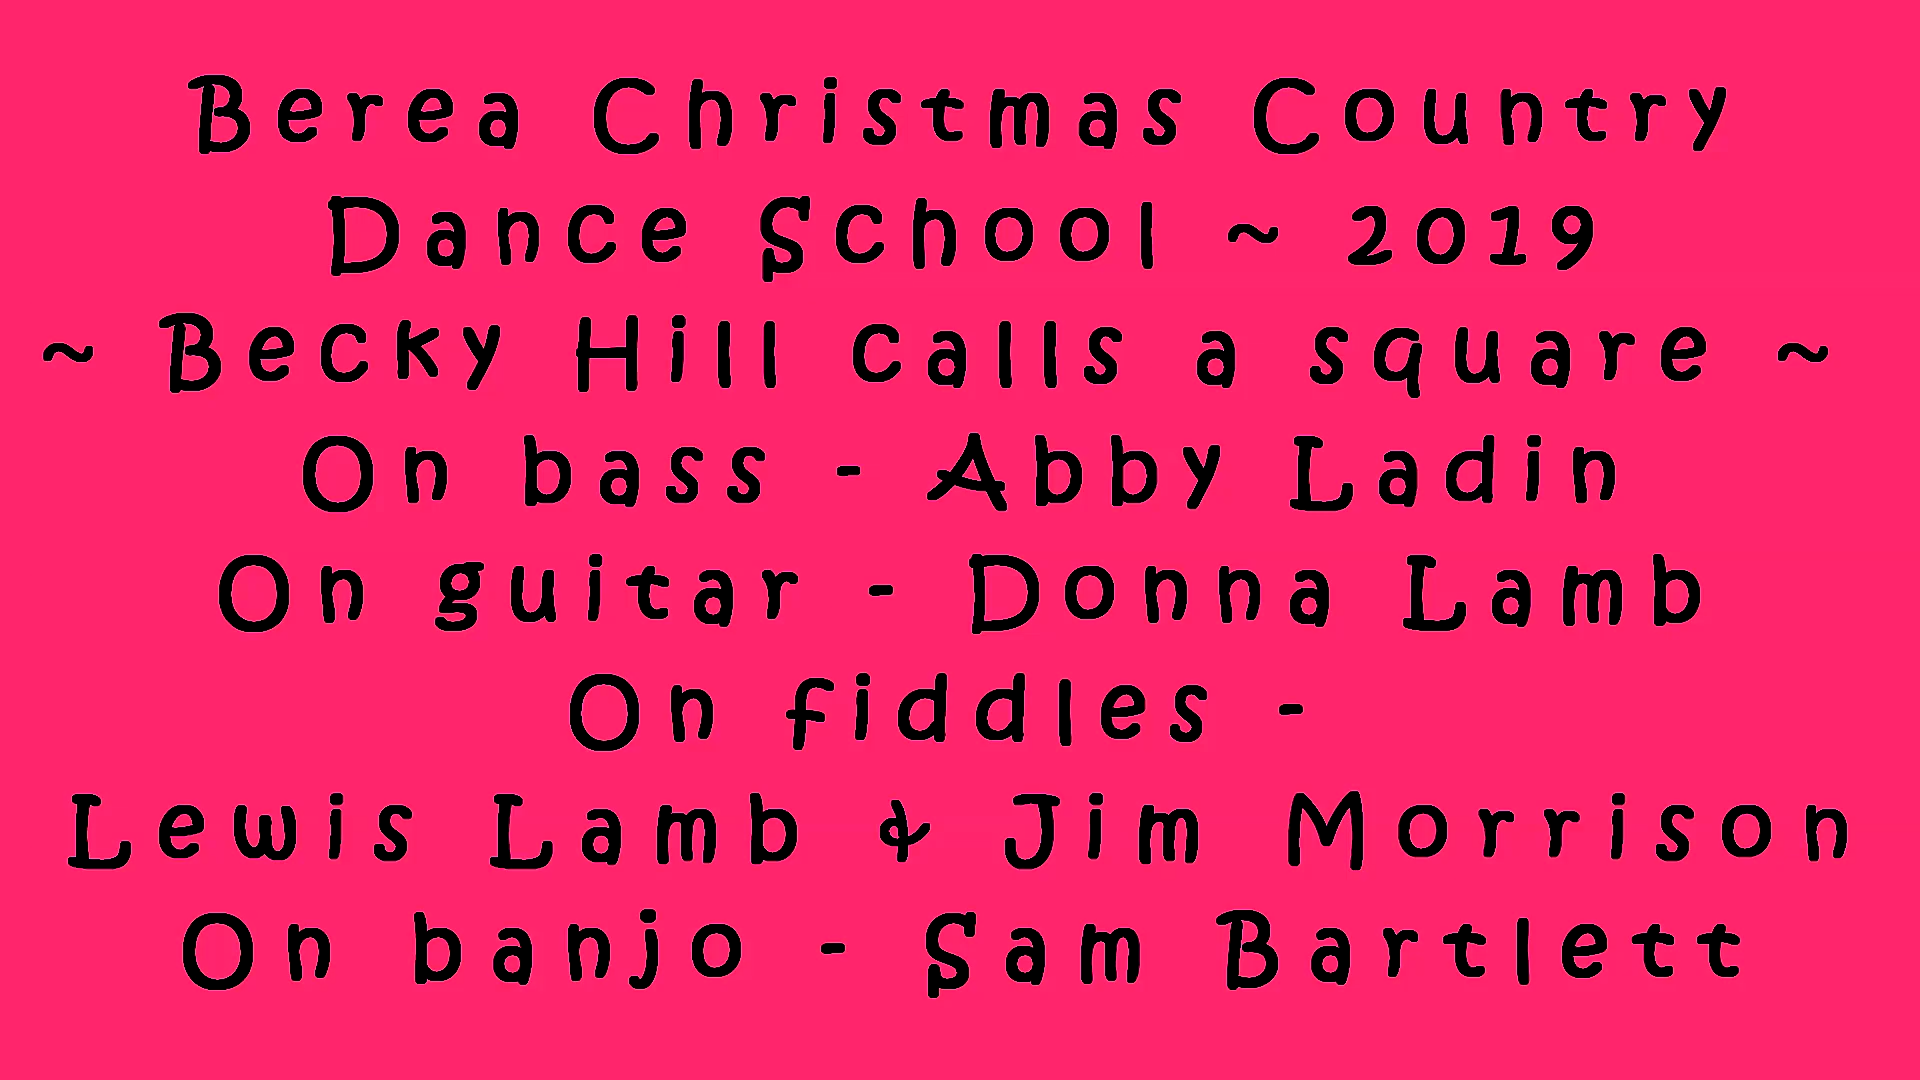 Berea Christmas Country
Dance School ~ 2019
~ Becky Hill calls a square ~
On bass - Abby Ladin
On guitar - Donna Lamb
On fiddles -
Lewis Lamb & Jim Morrison
On banjo - Sam Bartlett